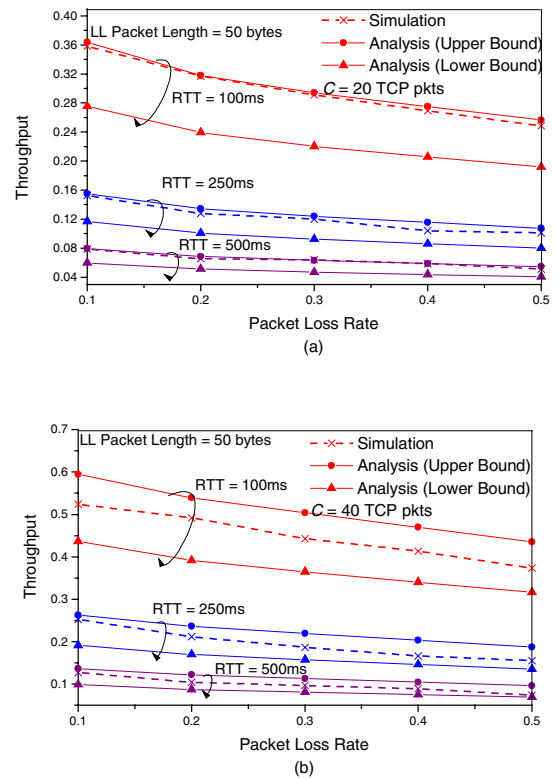 0.40
0.36
0.32
0.28
0.24
0.20
0.16
0.12
0.08
0.04
Throughput
LL Packet Length = 50 bytes
Simulation
Analysis (Upper Bound)
Analysis (Lower Bound)
C = 20 TCP pkts
RTT = 100ms
RTT = 250ms
RTT = 500ms
0.1 0.2 0.3 0.4 0.5
Packet Loss Rate
(a)
0.7
0.6
0.5
0.4
0.3
0.2
0.1
Throughput
LL Packet Length = 50 bytes
Simulation
Analysis (Upper Bound)
Analysis (Lower Bound)
C = 40 TCP pkts
RTT = 100ms
RTT = 250ms
RTT = 500ms
0.1 0.2 0.3 0.4 0.5
Packet Loss Rate
(b)